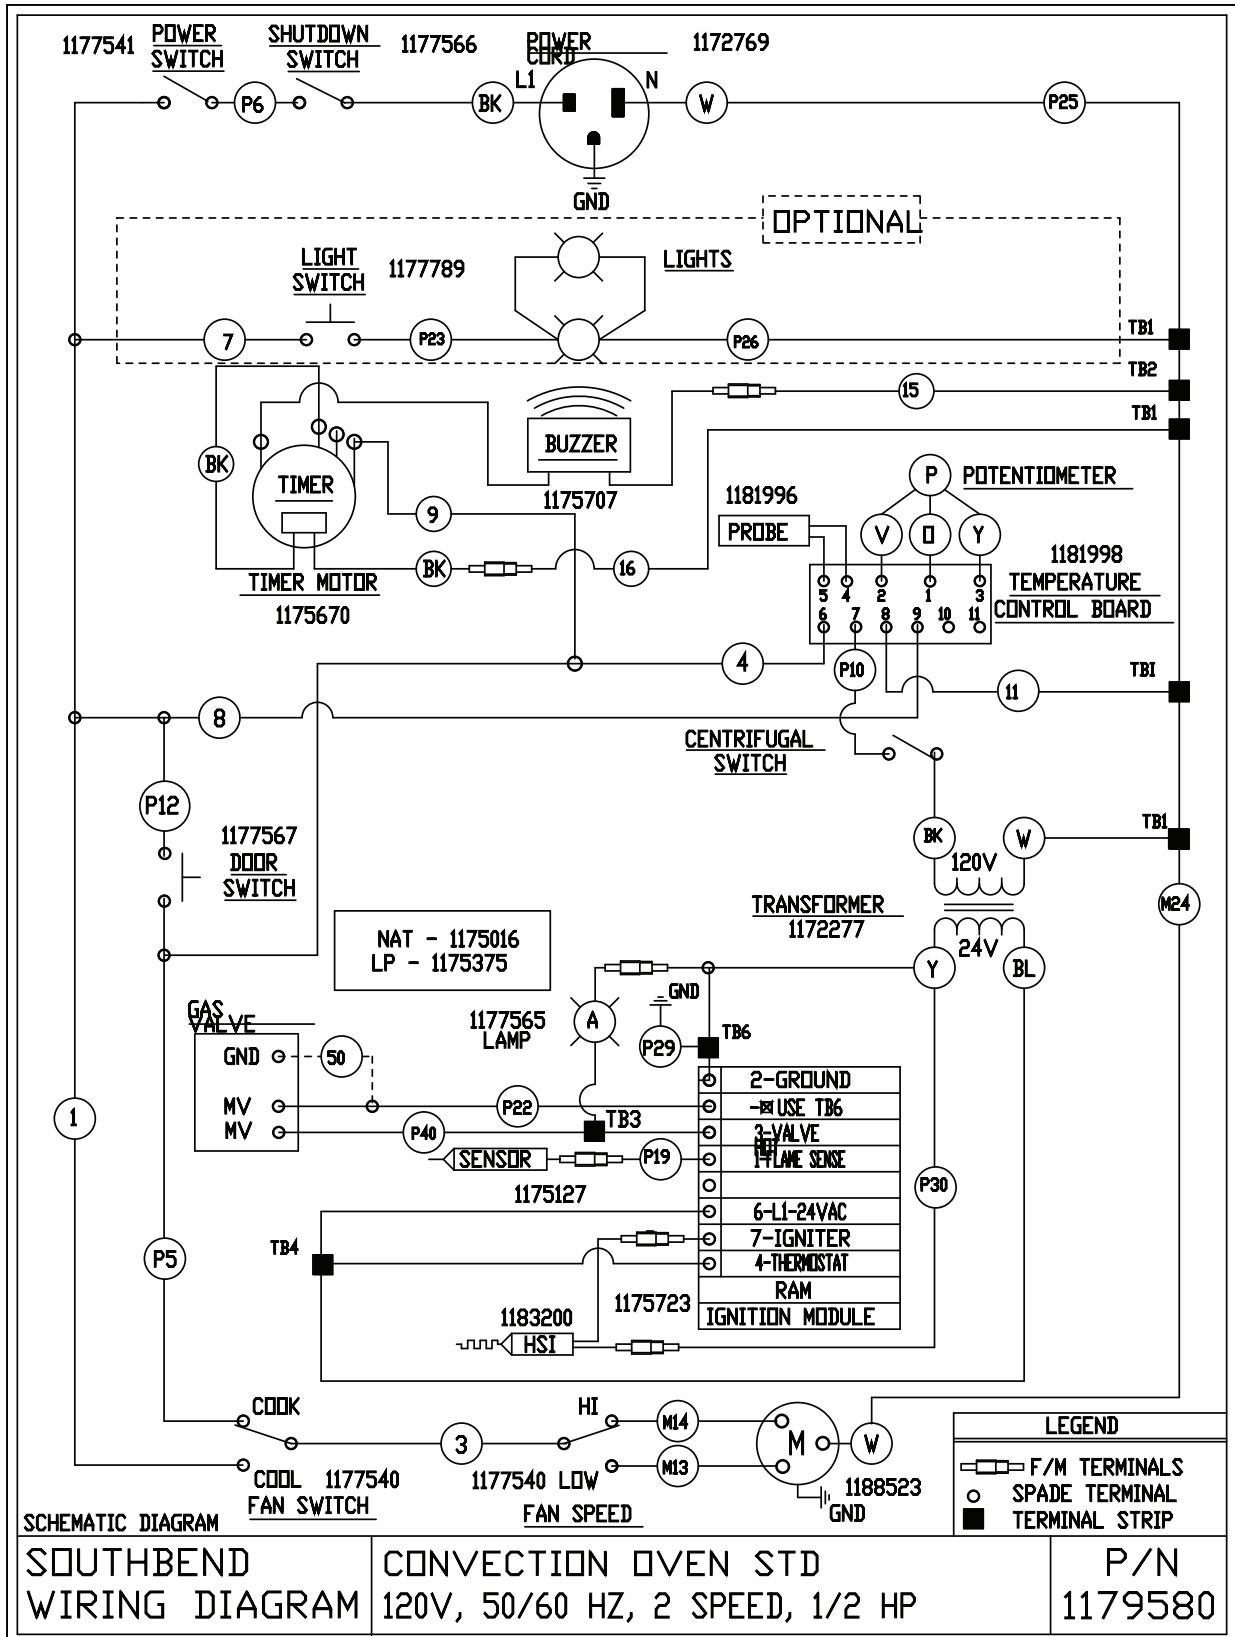 1177541
POWER
SWITCH
SHUTDOWN
SWITCH
1177566
POWER
CORD
1172769
L1
N
P6
BK
W
P25
GND
OPTIONAL
LIGHT
SWITCH
1177789
LIGHTS
7
P23
P26
TB1
TB2
15
TB1
BK
TIMER
BUZZER
1175707
9
BK
16
TIMER MOTOR
1175670
P
POTENTIOMETER
1181996
PROBE
V
O
Y
1181998
TEMPERATURE
CONTROL BOARD
5 4 2 1 3
6 7 8 9 10 11
4
P10
11
TBI
8
CENTRIFUGAL
SWITCH
P12
1177567
DOOR
SWITCH
BK
W
TB1
120V
M24
TRANSFORMER
1172277
24V
Y
BL
NAT - 1175016
LP - 1175375
GAS
VALVE
GND
50
MV
MV
1177565
LAMP
A
GND
P29
TB6
P22
P40
TB3
2-GROUND
USE TB6
3-VALVE
1-FLAME SENSE
6-L1-24VAC
7-IGNITER
4-THERMOSTAT
RAM
IGNITION MODULE
SENSOR
P19
1175127
P30
1
P5
TB4
1175723
1183200
HSI
COOK
COOL
1177540
FAN SWITCH
3
HI
1177540 LOW
FAN SPEED
M14
M13
M
W
1188523
GND
LEGEND
F/M TERMINALS
SPADE TERMINAL
TERMINAL STRIP
SCHEMATIC DIAGRAM
SOUTHBEND
WIRING DIAGRAM
CONVECTION OVEN STD
120V, 50/60 HZ, 2 SPEED, 1/2 HP
P/N
1179580